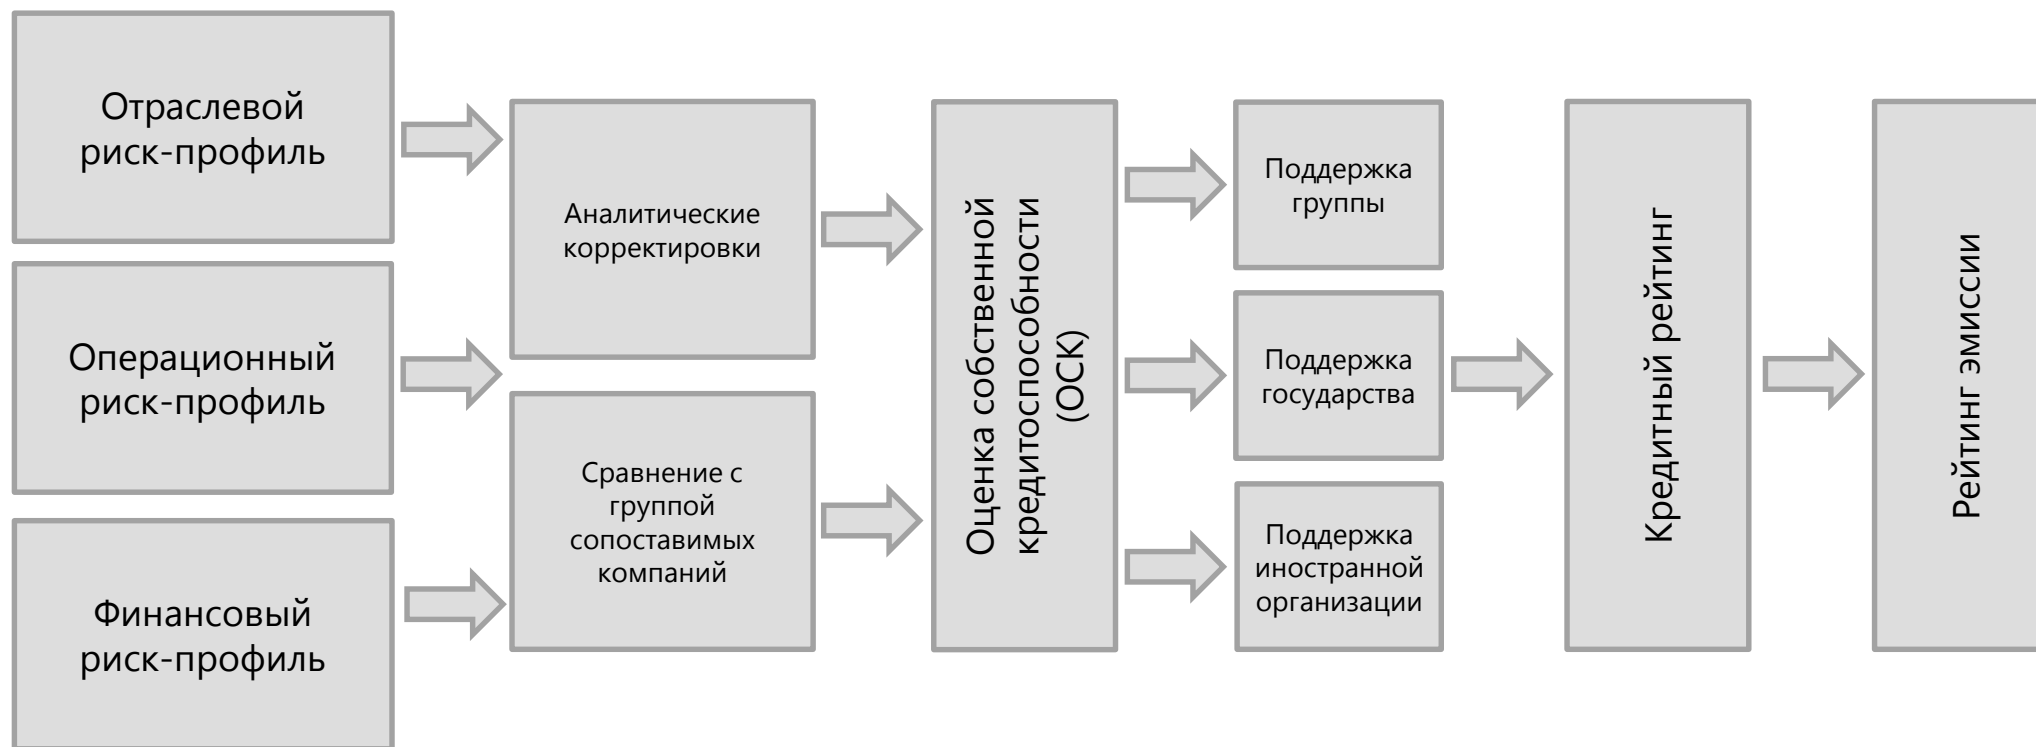 Отраслевой
риск-профиль
Операционный
риск-профиль
Финансовый
риск-профиль
Аналитические
корректировки
Сравнение с
группой
сопоставимых
компаний
Оценка собственной
кредитоспособности
(ОСК)
Поддержка
группы
Поддержка
государства
Поддержка
иностранной
организации
Кредитный рейтинг
Рейтинг эмиссии